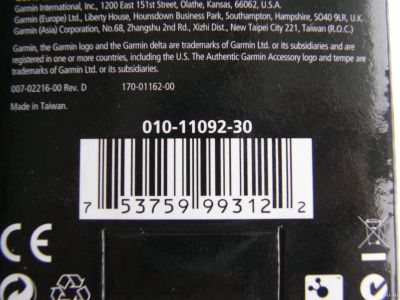 Garmin International, Inc., 1200 East 151st Street, Olathe, Kansas, 66062, U.S.A.
Garmin (Europe) Ltd., Liberty House, Hounsdown Business Park, Southampton, Hampshire, SO40 9LR, U.K.
Garmin (Asia) Corporation, No.68, Zhangshu 2nd Rd., Xizhi Dist., New Taipei City 221, Taiwan (R.O.C.)
Garmin, the Garmin logo and the Garmin delta are trademarks of Garmin Ltd. or its subsidiaries and are
registered in one or more countries, including the U.S. The Authentic Garmin Accessory logo and tempe are
trademarks of Garmin Ltd. or its subsidiaries.
007-02216-00 Rev. D 170-01162-00
Made in Taiwan.
010-11092-30
7 53759 99312 2
CE